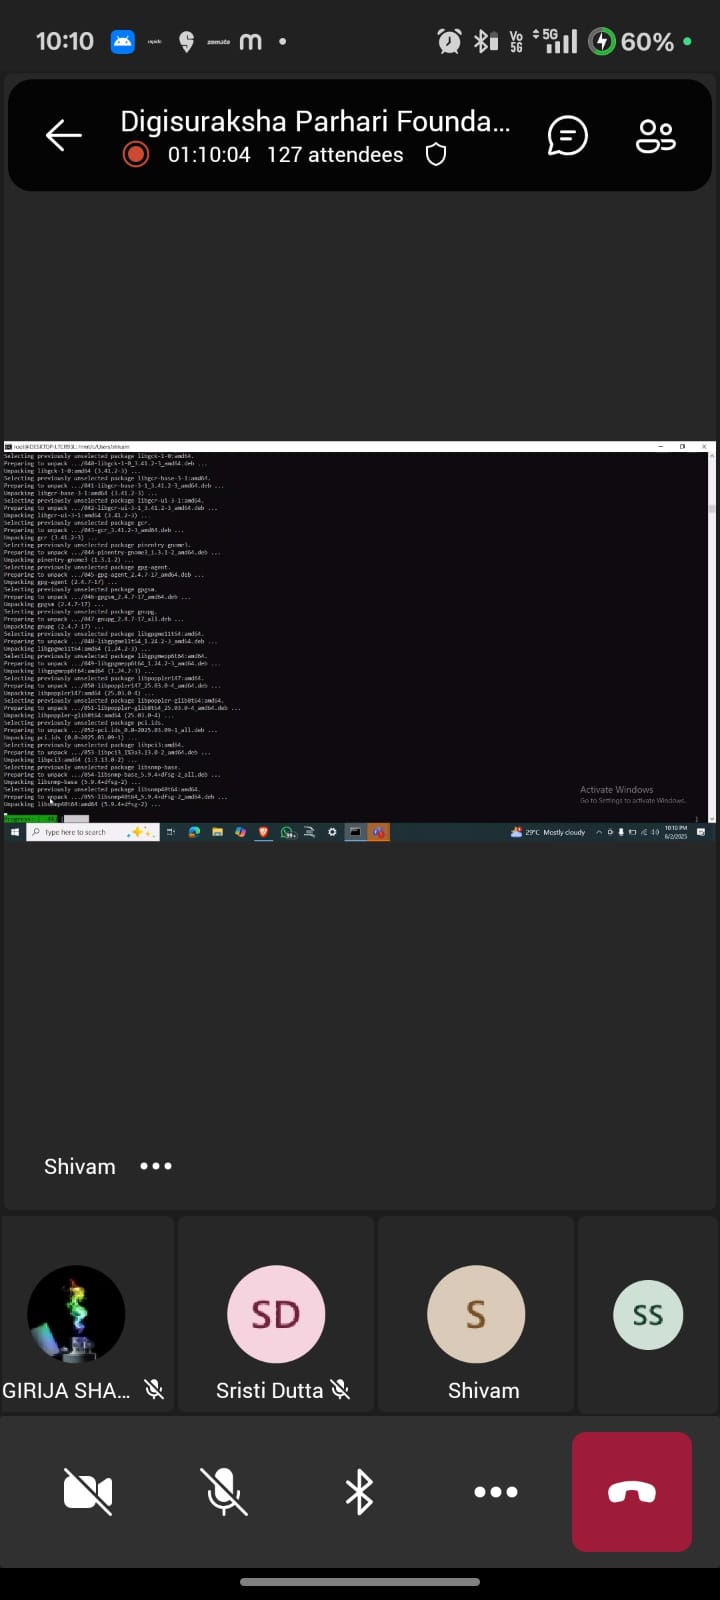 10:10
rapido
zomato
Vo
5G
5G
60%
Digisuraksha Parhari Founda...
01:10:04 127 attendees
Selecting previously unselected package libgck-1-0:amd64.
Preparing to unpack .../040-libgck-1-0_3.41.2-3_amd64.deb ...
Unpacking libgck-1-0:amd64 (3.41.2-3) ...
Selecting previously unselected package libgcr-base-3-1:amd64.
Preparing to unpack .../041-libgcr-base-3-1_3.41.2-3_amd64.deb ...
Unpacking libgcr-base-3-1:amd64 (3.41.2-3) ...
Selecting previously unselected package libgcr-ui-3-1:amd64.
Preparing to unpack .../042-libgcr-ui-3-1_3.41.2-3_amd64.deb ...
Unpacking libgcr-ui-3-1:amd64 (3.41.2-3) ...
Selecting previously unselected package gcr.
Preparing to unpack .../043-gcr_3.41.2-3_amd64.deb ...
Unpacking gcr (3.41.2-3) ...
Selecting previously unselected package pinentry-gnome3.
Preparing to unpack .../044-pinentry-gnome3_1.3.1-2_amd64.deb ...
Unpacking pinentry-gnome3 (1.3.1-2) ...
Selecting previously unselected package gpg-agent.
Preparing to unpack .../045-gpg-agent_2.4.7-17_amd64.deb ...
Unpacking gpg-agent (2.4.7-17) ...
Selecting previously unselected package gpgsm.
Preparing to unpack .../046-gpgsm_2.4.7-17_amd64.deb ...
Unpacking gpgsm (2.4.7-17) ...
Selecting previously unselected package gnupg.
Preparing to unpack .../047-gnupg_2.4.7-17_all.deb ...
Unpacking gnupg (2.4.7-17) ...
Selecting previously unselected package libgpgme11t64:amd64.
Preparing to unpack .../048-libgpgme11t64_1.24.2-3_amd64.deb ...
Unpacking libgpgme11t64:amd64 (1.24.2-3) ...
Selecting previously unselected package libgpgmepp6t64:amd64.
Preparing to unpack .../049-libgpgmepp6t64_1.24.2-3_amd64.deb ...
Unpacking libgpgmepp6t64:amd64 (1.24.2-3) ...
Selecting previously unselected package libpoppler147:amd64.
Preparing to unpack .../050-libpoppler147_25.03.0-4_amd64.deb ...
Unpacking libpoppler147:amd64 (25.03.0-4) ...
Selecting previously unselected package libpoppler-glib8t64:amd64.
Preparing to unpack .../051-libpoppler-glib8t64_25.03.0-4_amd64.deb ...
Unpacking libpoppler-glib8t64:amd64 (25.03.0-4) ...
Selecting previously unselected package pci.ids.
Preparing to unpack .../052-pci.ids_0.0~2025.03.09-1_all.deb ...
Unpacking pci.ids (0.0~2025.03.09-1) ...
Selecting previously unselected package libpci3:amd64.
Preparing to unpack .../053-libpci3_1%3a3.13.0-2_amd64.deb ...
Unpacking libpci3:amd64 (1:3.13.0-2) ...
Selecting previously unselected package libsnmp-base.
Preparing to unpack .../054-libsnmp-base_5.9.4+dfsg-2_all.deb ...
Unpacking libsnmp-base (5.9.4+dfsg-2) ...
Selecting previously unselected package libsnmp40t64:amd64.
Preparing to unpack .../055-libsnmp40t64_5.9.4+dfsg-2_amd64.deb ...
Unpacking libsnmp40t64:amd64 (5.9.4+dfsg-2) ...
Activate Windows
Go to Settings to activate Windows.
Type here to search
29°C Mostly cloudy
10:10 PM
6/2/2025
Shivam
SD
S
SS
GIRIJA SHA...
Sristi Dutta
Shivam